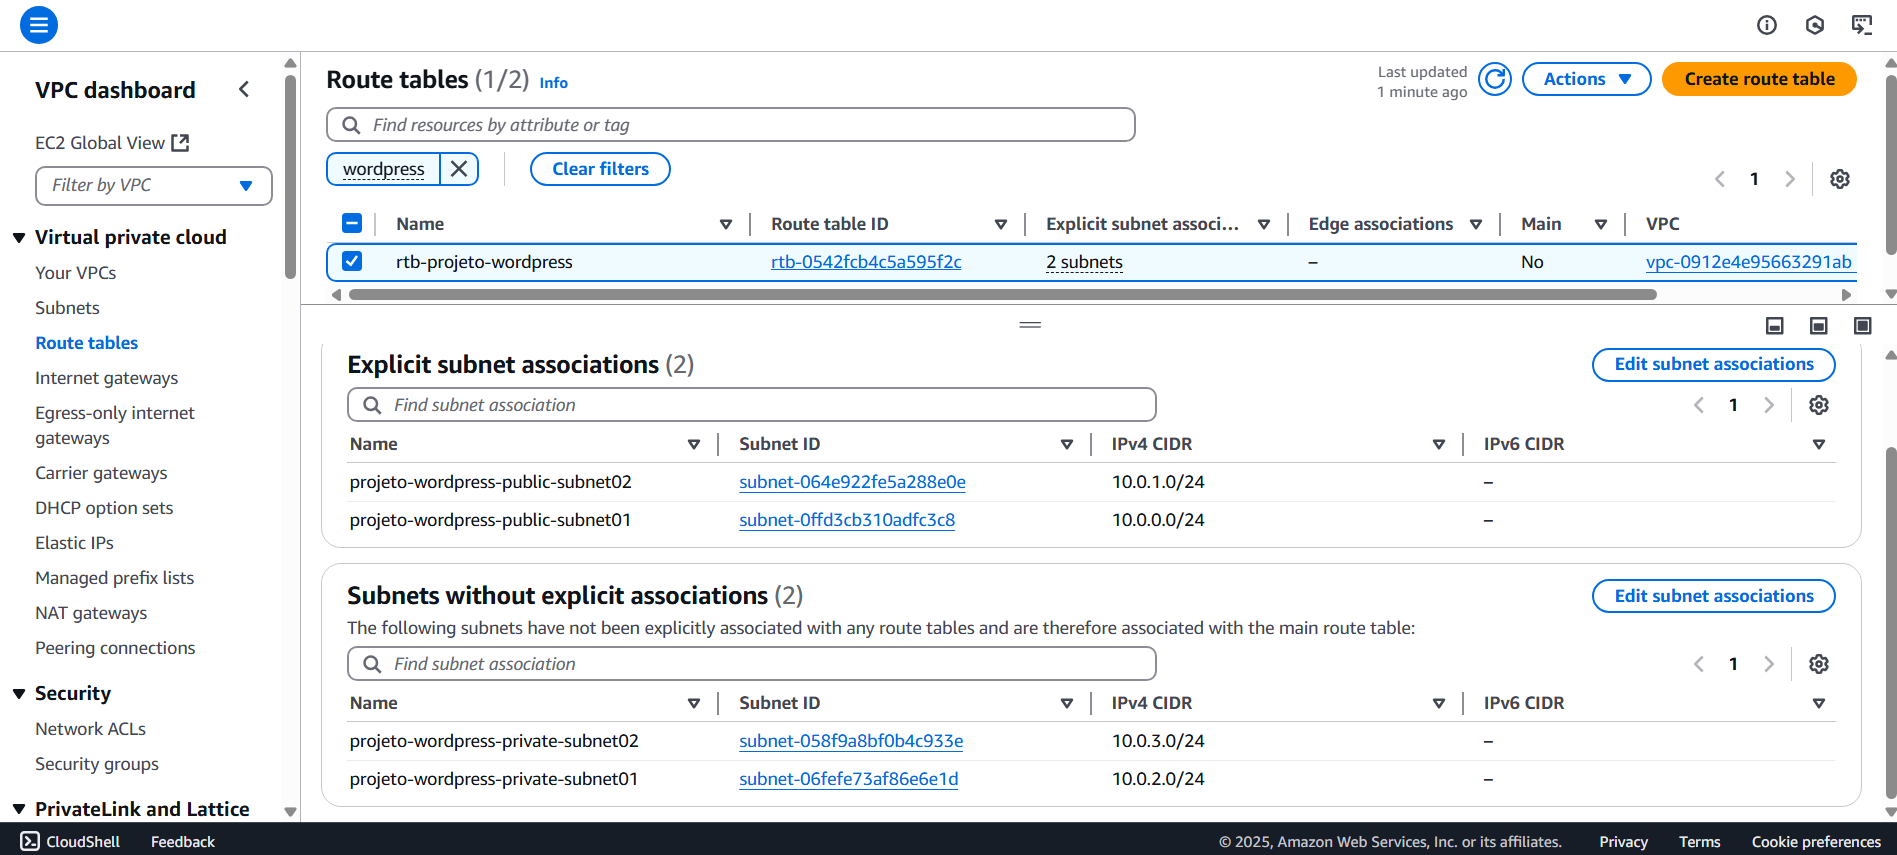 VPC dashboard
EC2 Global View
Filter by VPC
Virtual private cloud
Your VPCs
Subnets
Route tables
Internet gateways
Egress-only internet
gateways
Carrier gateways
DHCP option sets
Elastic IPs
Managed prefix lists
NAT gateways
Peering connections
Security
Network ACLs
Security groups
PrivateLink and Lattice
Route tables (1/2) Info
Last updated
1 minute ago
Actions
Create route table
Find resources by attribute or tag
wordpress
Clear filters
1
Name Route table ID Explicit subnet associ... Edge associations Main VPC
rtb-projeto-wordpress rtb-0542fcb4c5a595f2c 2 subnets – No vpc-0912e4e95663291ab
Explicit subnet associations (2)
Edit subnet associations
Find subnet association
1
Name Subnet ID IPv4 CIDR IPv6 CIDR
projeto-wordpress-public-subnet02 subnet-064e922fe5a288e0e 10.0.1.0/24 –
projeto-wordpress-public-subnet01 subnet-0ffd3cb310adfc3c8 10.0.0.0/24 –
Subnets without explicit associations (2)
Edit subnet associations
The following subnets have not been explicitly associated with any route tables and are therefore associated with the main route table:
Find subnet association
1
Name Subnet ID IPv4 CIDR IPv6 CIDR
projeto-wordpress-private-subnet02 subnet-058f9a8bf0b4c933e 10.0.3.0/24 –
projeto-wordpress-private-subnet01 subnet-06fefe73af86e6e1d 10.0.2.0/24 –
CloudShell Feedback © 2025, Amazon Web Services, Inc. or its affiliates. Privacy Terms Cookie preferences